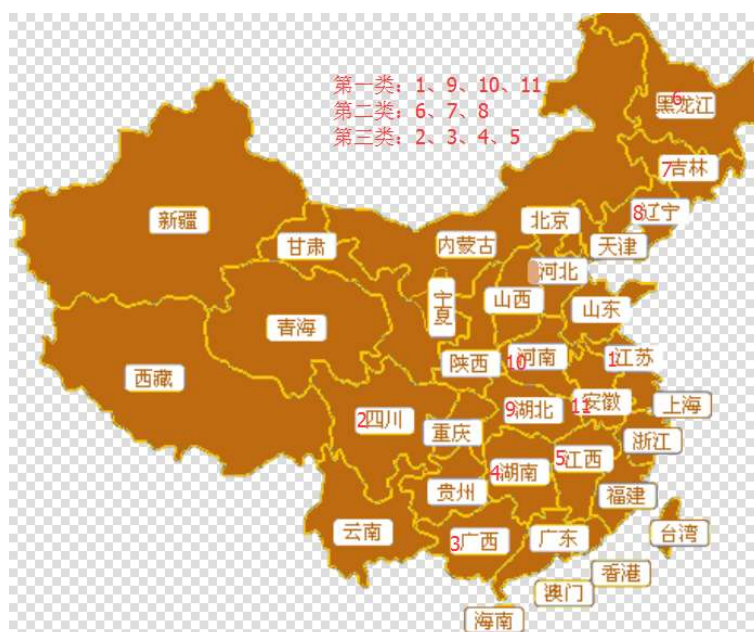 第一类：1、9、10、11
第二类：6、7、8
第三类：2、3、4、5
6黑龙江
7吉林
8辽宁
新疆
甘肃
内蒙古
北京
天津
河北
宁夏
山西
山东
青海
陕西
10河南
1江苏
西藏
2四川
重庆
9湖北
11安徽
上海
浙江
4湖南
5江西
贵州
福建
云南
3广西
广东
台湾
香港
澳门
海南